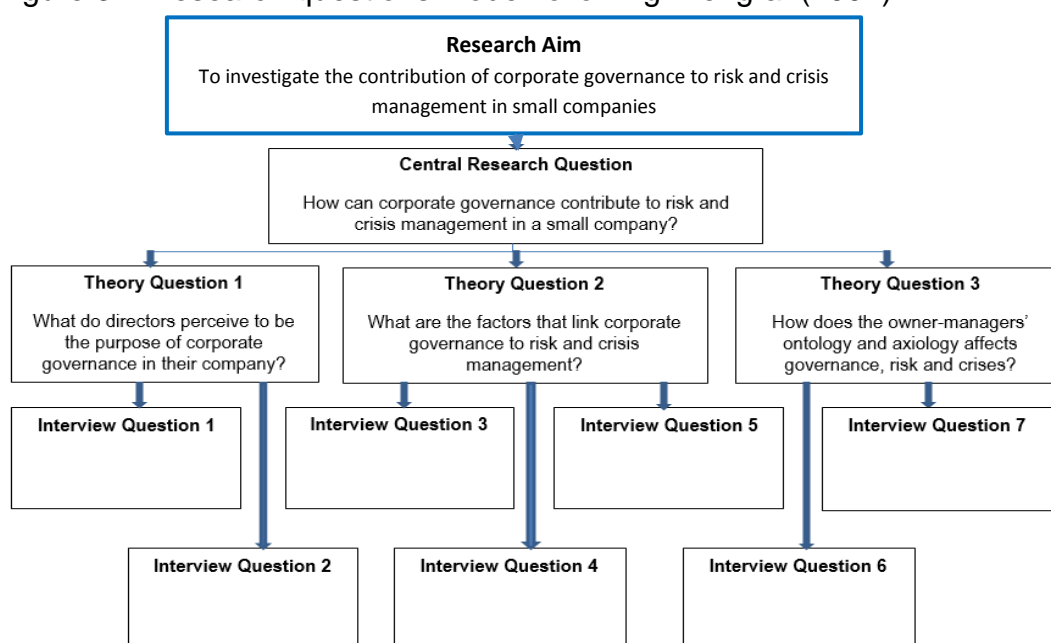 Research Aim
To investigate the contribution of corporate governance to risk and crisis
management in small companies
Central Research Question
How can corporate governance contribute to risk and
crisis management in a small company?
Theory Question 1
What do directors perceive to be
the purpose of corporate
governance in their company?
Theory Question 2
What are the factors that link corporate
governance to risk and crisis
management?
Theory Question 3
How does the owner-managers’
ontology and axiology affects
governance, risk and crises?
Interview Question 1
Interview Question 3
Interview Question 5
Interview Question 7
Interview Question 2
Interview Question 4
Interview Question 6